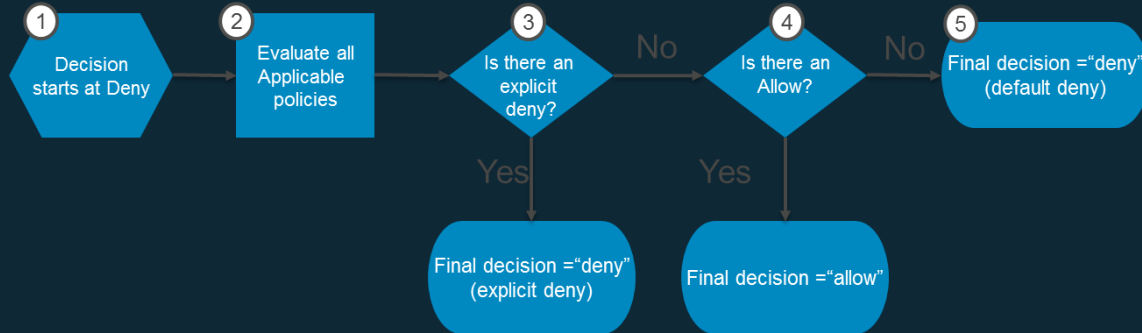 1
Decision
starts at Deny
2
Evaluate all
Applicable
policies
3
Is there an
explicit
deny?
No
Yes
Final decision =“deny”
(explicit deny)
4
Is there an
Allow?
No
Yes
Final decision =“allow”
5
Final decision =“deny”
(default deny)